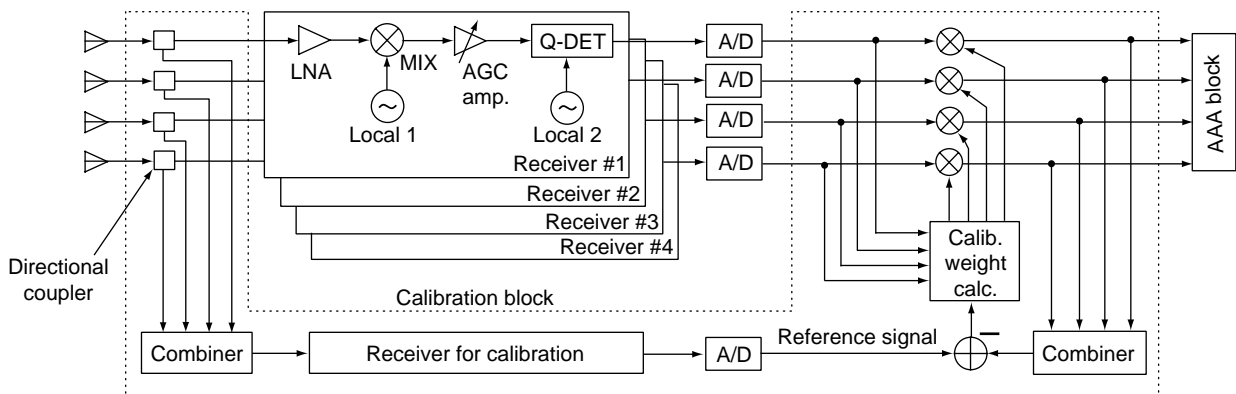 LNA
MIX
AGC
amp.
Q-DET
Local 1
Local 2
Receiver #1
Receiver #2
Receiver #3
Receiver #4
A/D
A/D
A/D
A/D
AAA block
Directional
coupler
Calibration block
Calib.
weight
calc.
Combiner
Receiver for calibration
A/D
Reference signal
Combiner